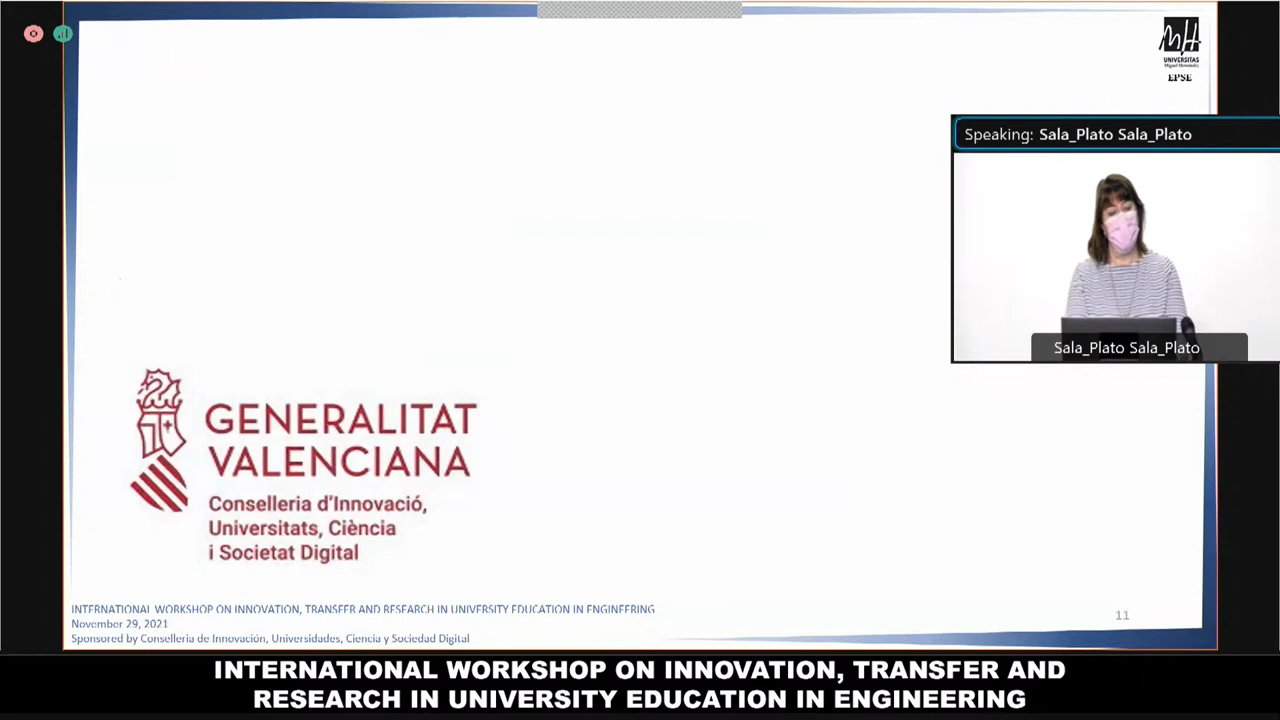 UNIVERSITAS
Miguel Hernández
EPSE
Speaking: Sala_Plato Sala_Plato
Sala_Plato Sala_Plato
GENERALITAT
VALENCIANA
Conselleria d'Innovació,
Universitats, Ciència
i Societat Digital
INTERNATIONAL WORKSHOP ON INNOVATION, TRANSFER AND RESEARCH IN UNIVERSITY EDUCATION IN ENGINEERING
November 29, 2021
Sponsored by Conselleria de Innovación, Universidades, Ciencia y Sociedad Digital
11
INTERNATIONAL WORKSHOP ON INNOVATION, TRANSFER AND
RESEARCH IN UNIVERSITY EDUCATION IN ENGINEERING